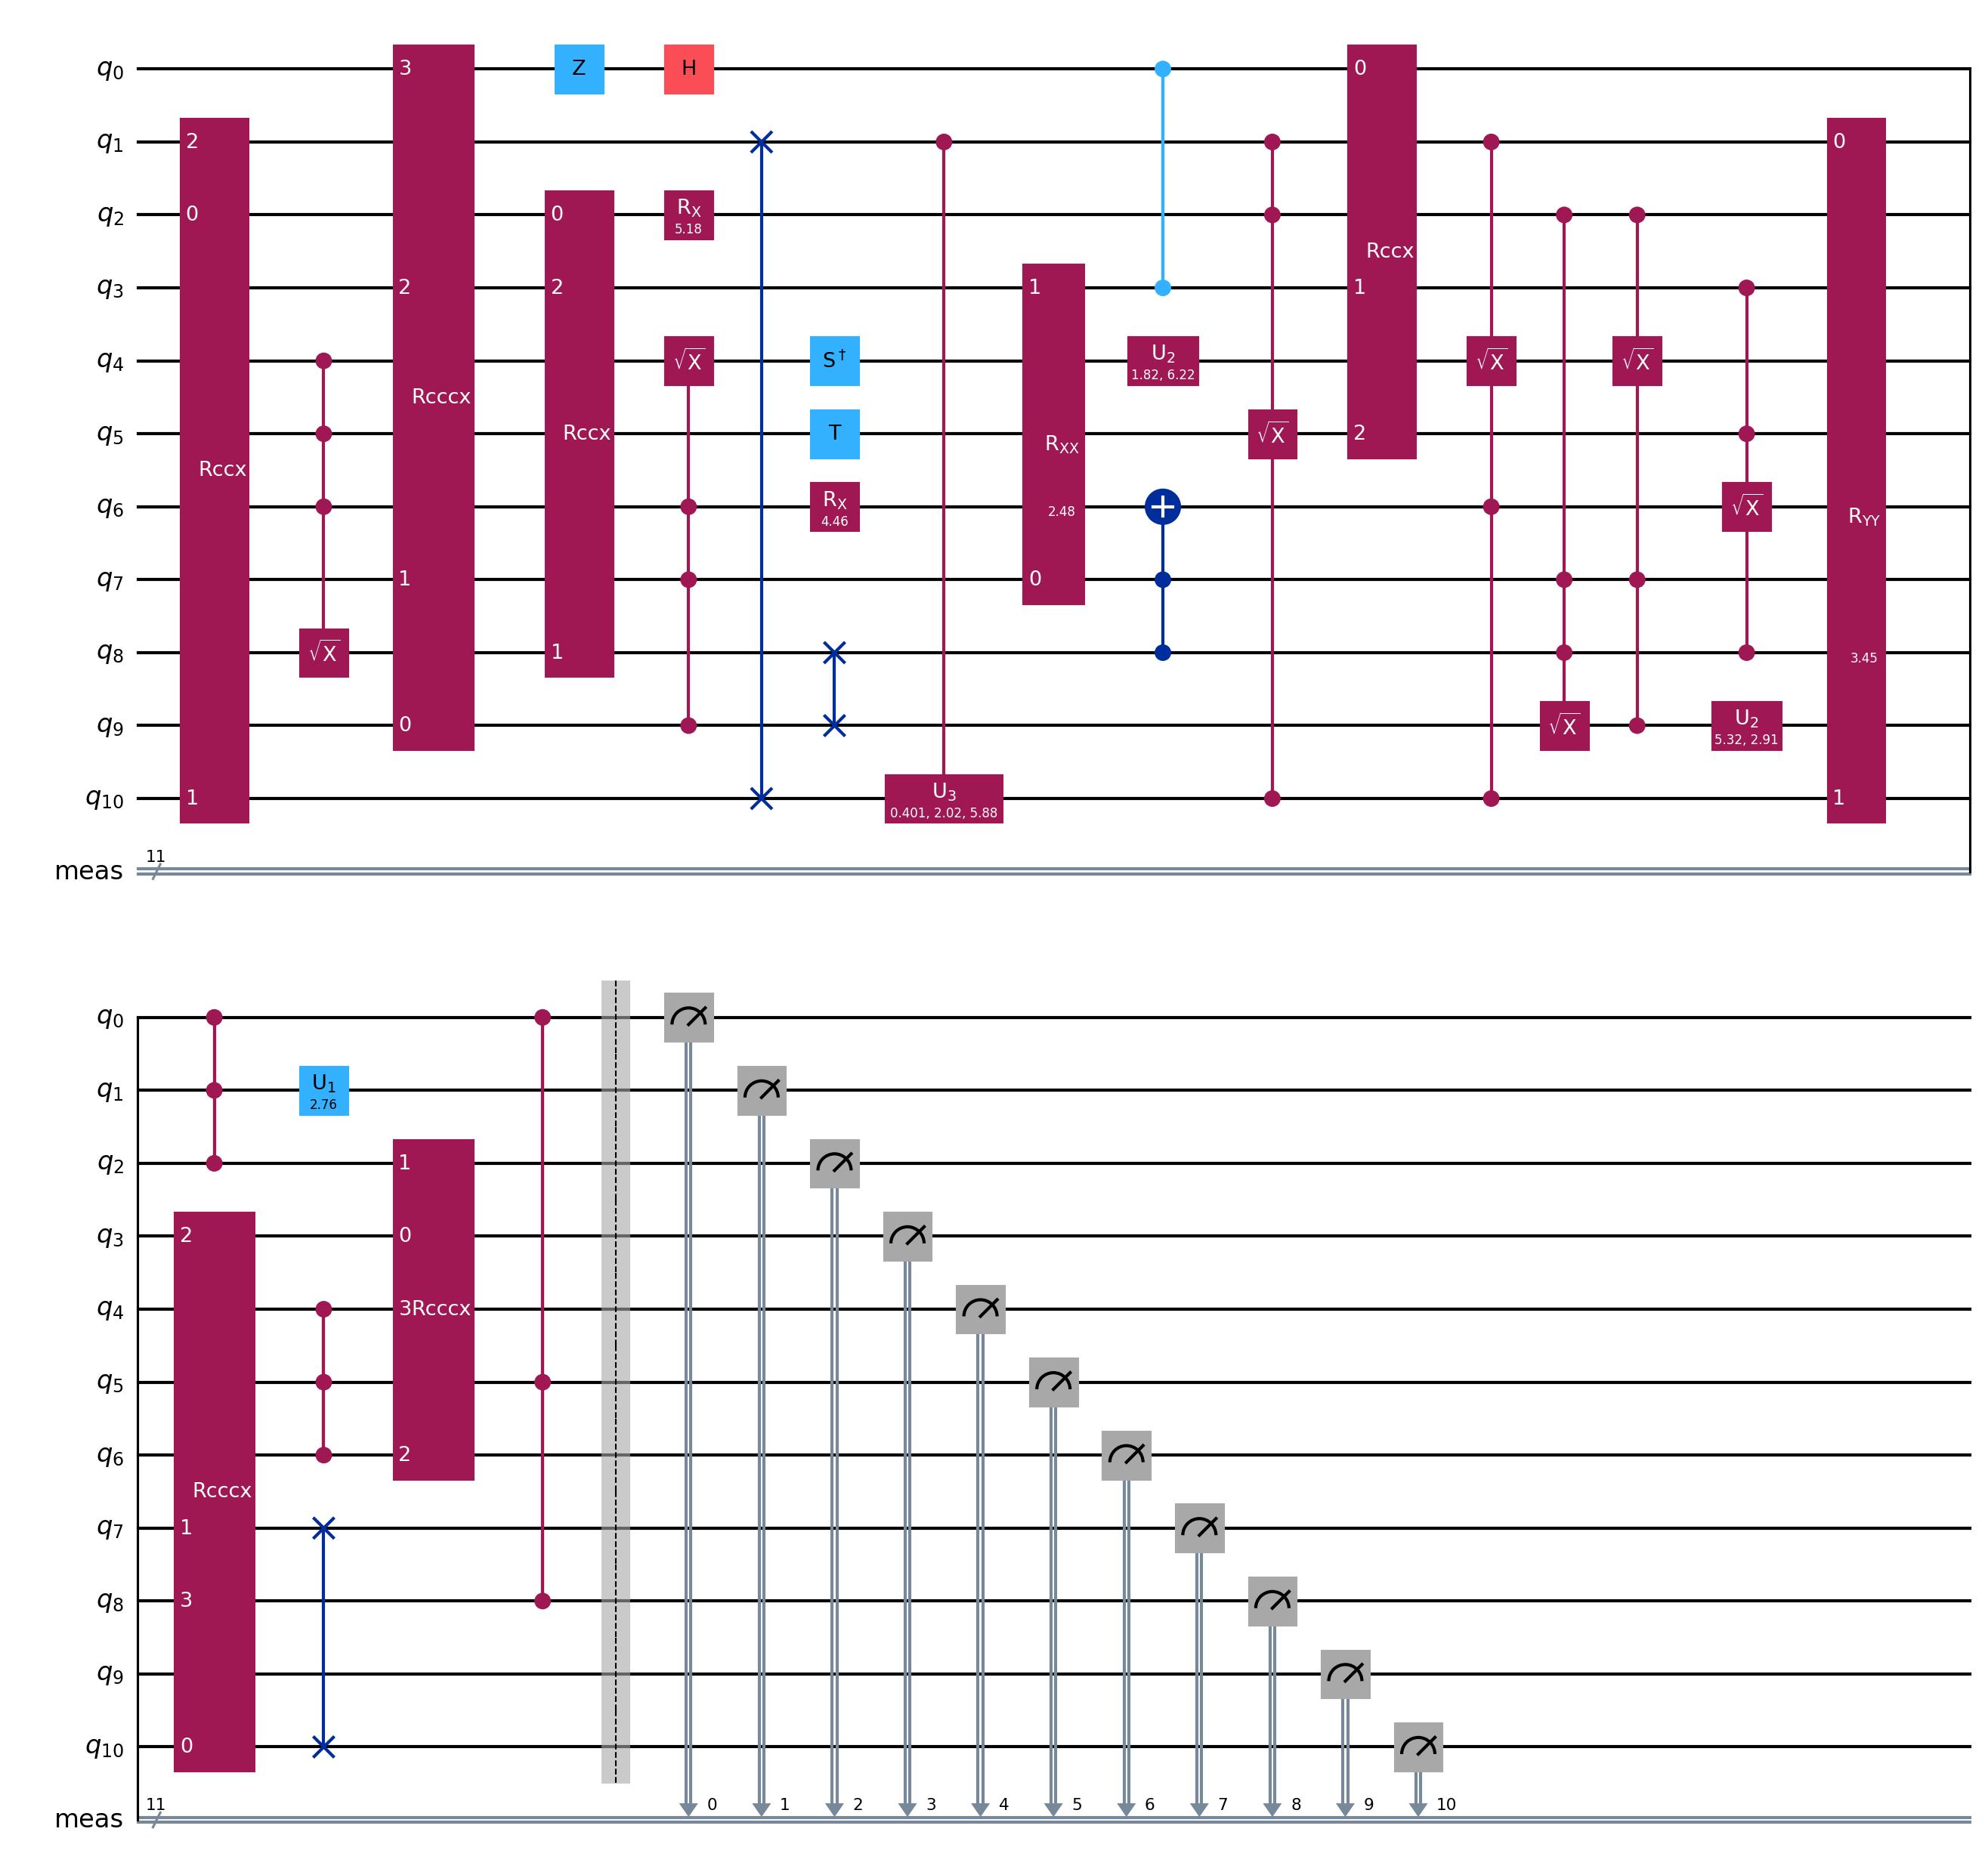 q0 3 Z H 0
q1 2 0
q2 0 0 RX 5.18
q3 2 2 1 1
q4 Rcccx √X S† U2 1.82, 6.22 Rccx √X √X
q5 Rccx Rccx T RXX √X 2
q6 RX 4.46 2.48 √X RYY
q7 1 0
q8 √X 1 3.45
q9 0 √X U2 5.32, 2.91
q10 1 U3 0.401, 2.02, 5.88 1
meas 11
q0
q1 U1 2.76
q2 1
q3 2 0
q4 3Rcccx
q5
q6 2
Rcccx
q7 1
q8 3
q9
q10 0
meas 11 0 1 2 3 4 5 6 7 8 9 10